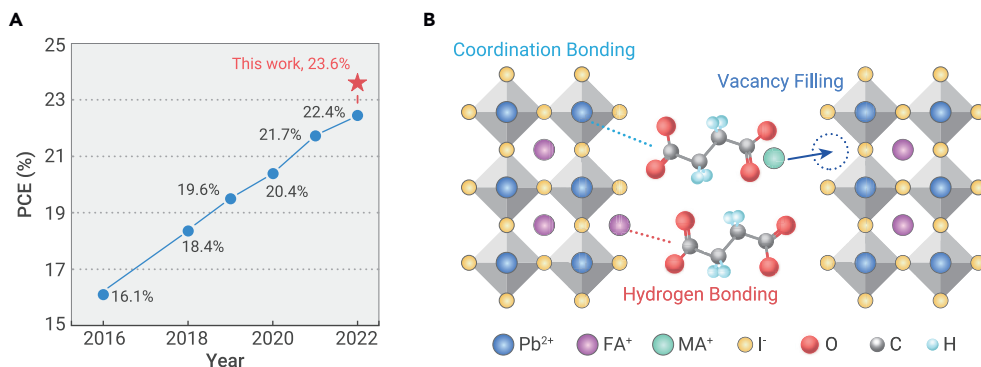 A
25
23
21
19
17
15
PCE (%)
This work, 23.6%
22.4%
21.7%
20.4%
19.6%
18.4%
16.1%
2016
2018
2020
2022
Year
B
Coordination Bonding
Vacancy Filling
Hydrogen Bonding
Pb²⁺
FA⁺
MA⁺
I⁻
O
C
H